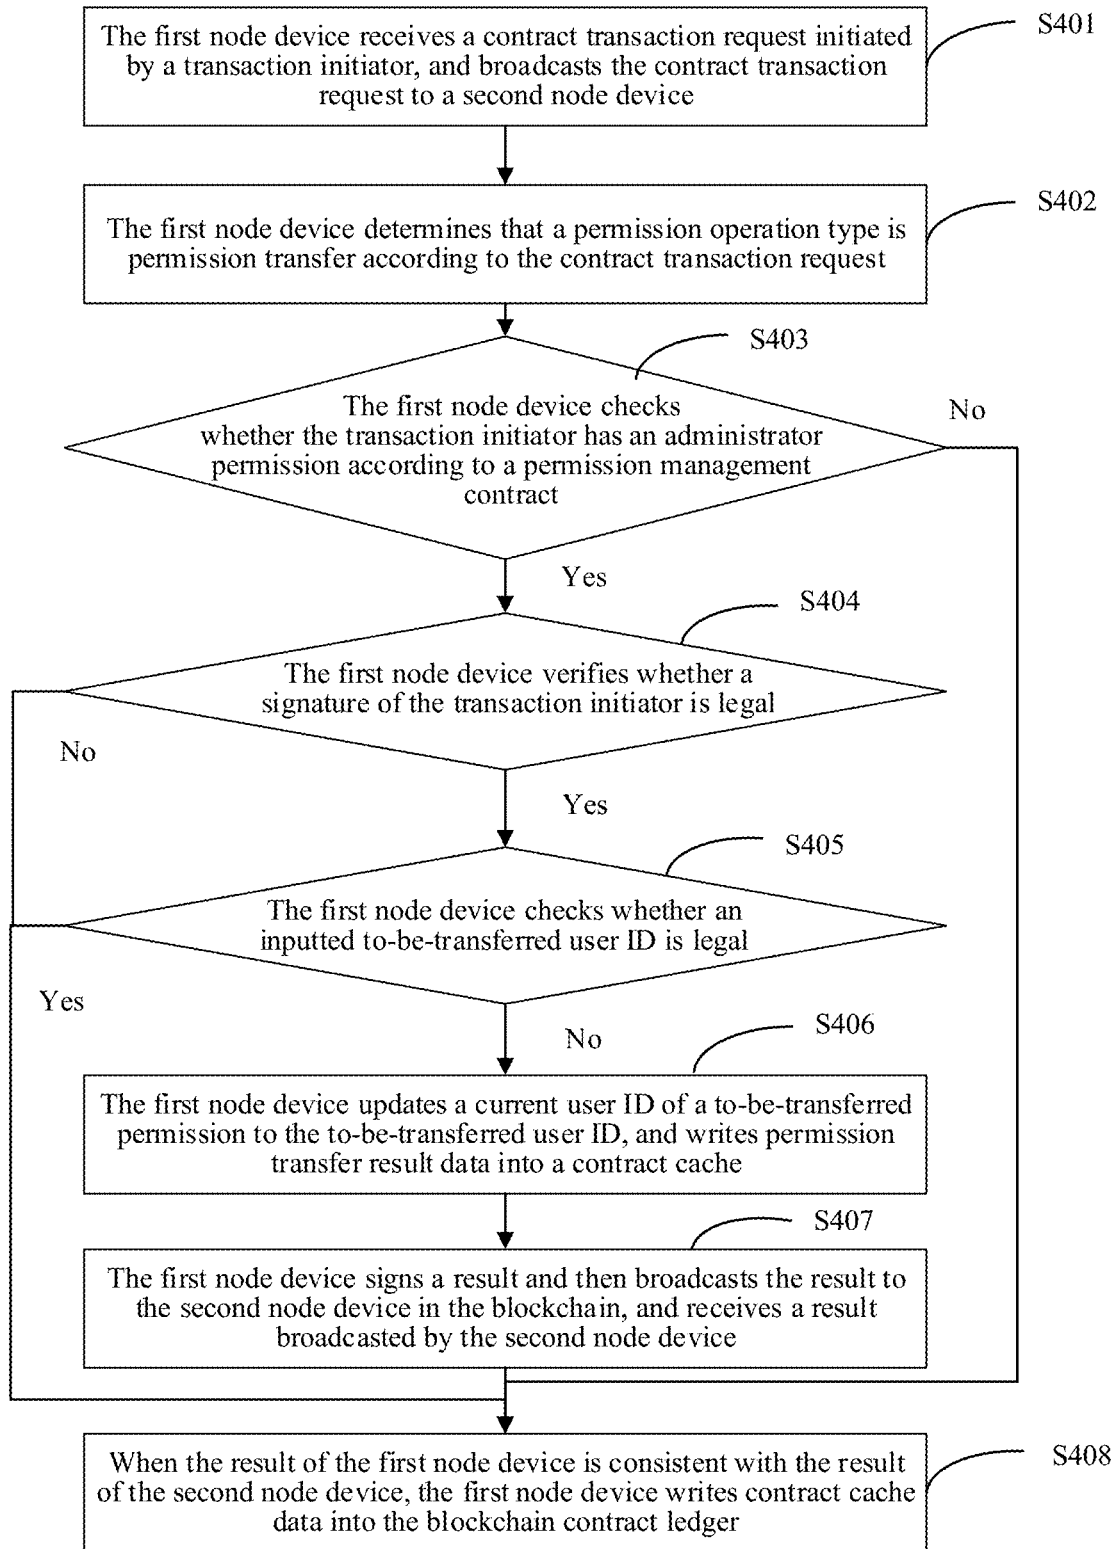 The first node device receives a contract transaction request initiated
by a transaction initiator, and broadcasts the contract transaction
request to a second node device
S401
The first node device determines that a permission operation type is
permission transfer according to the contract transaction request
S402
S403
The first node device checks
whether the transaction initiator has an administrator
permission according to a permission management
contract
No
Yes
S404
The first node device verifies whether a
signature of the transaction initiator is legal
No
Yes
S405
The first node device checks whether an
inputted to-be-transferred user ID is legal
Yes
No
S406
The first node device updates a current user ID of a to-be-transferred
permission to the to-be-transferred user ID, and writes permission
transfer result data into a contract cache
S407
The first node device signs a result and then broadcasts the result to
the second node device in the blockchain, and receives a result
broadcasted by the second node device
S408
When the result of the first node device is consistent with the result
of the second node device, the first node device writes contract cache
data into the blockchain contract ledger